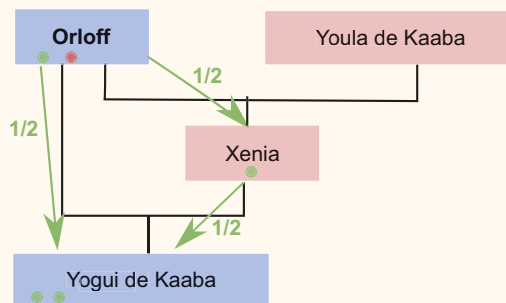 Orloff
Youla de Kaaba
1/2
1/2
Xenia
1/2
Yogui de Kaaba